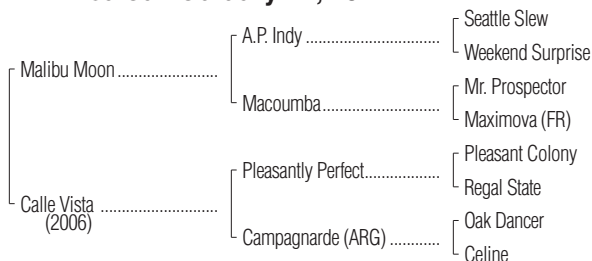 Seattle Slew
A.P. Indy ..............................
Weekend Surprise
Malibu Moon ......................
Mr. Prospector
Macoumba..........................
Maximova (FR)
Pleasant Colony
Pleasantly Perfect.................
Regal State
Calle Vista .........................
(2006)
Oak Dancer
Campagnarde (ARG) ...........
Celine